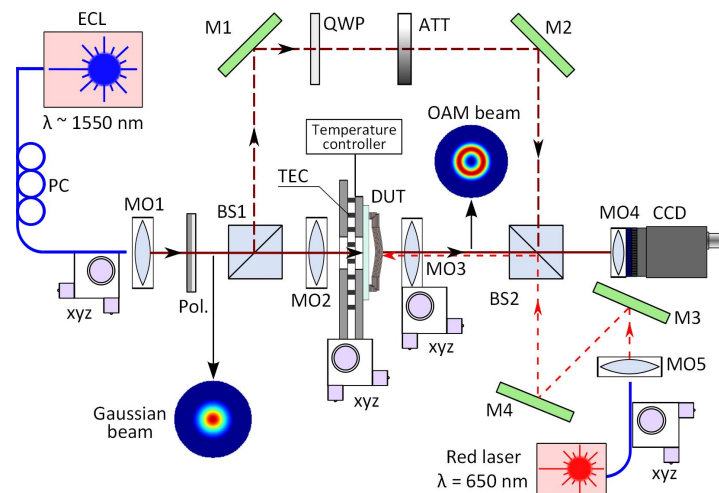 ECL
λ ~ 1550 nm
PC
MO1
xyz
Pol.
Gaussian
beam
M1
QWP
ATT
M2
BS1
Temperature
controller
TEC
DUT
MO2
xyz
OAM beam
MO3
xyz
BS2
MO4
CCD
M3
MO5
M4
Red laser
λ = 650 nm
xyz